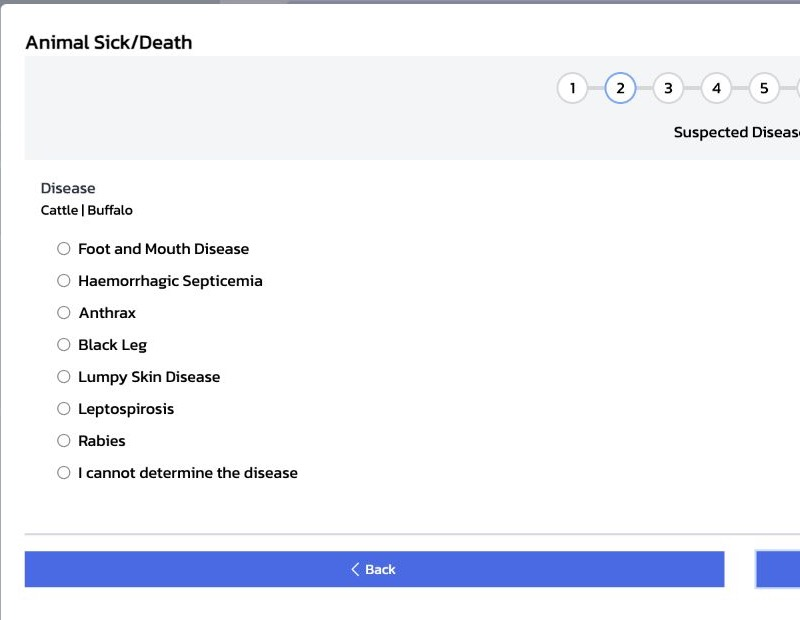 Animal Sick/Death
1 2 3 4 5
Suspected Diseas
Disease
Cattle | Buffalo
Foot and Mouth Disease
Haemorrhagic Septicemia
Anthrax
Black Leg
Lumpy Skin Disease
Leptospirosis
Rabies
I cannot determine the disease
Back